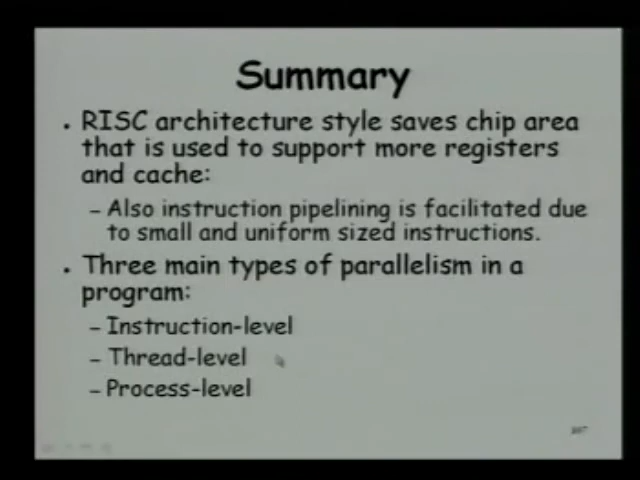 Summary
• RISC architecture style saves chip area
that is used to support more registers
and cache:
– Also instruction pipelining is facilitated due
to small and uniform sized instructions.
• Three main types of parallelism in a
program:
– Instruction-level
– Thread-level
– Process-level